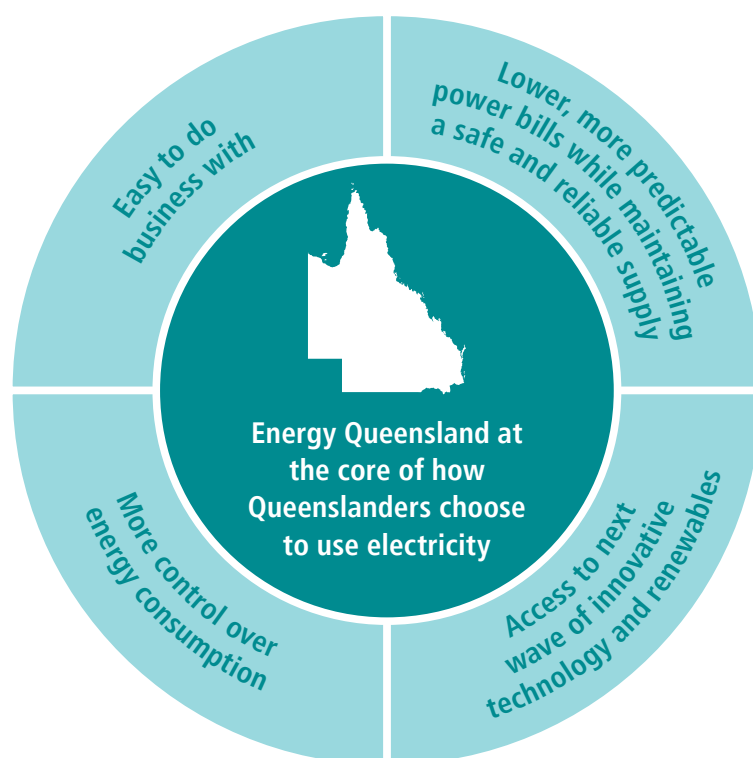 Easy to do
business with
Lower, more predictable
power bills while maintaining
a safe and reliable supply
Energy Queensland at
the core of how
Queenslanders choose
to use electricity
More control over
energy consumption
Access to next
wave of innovative
technology and renewables